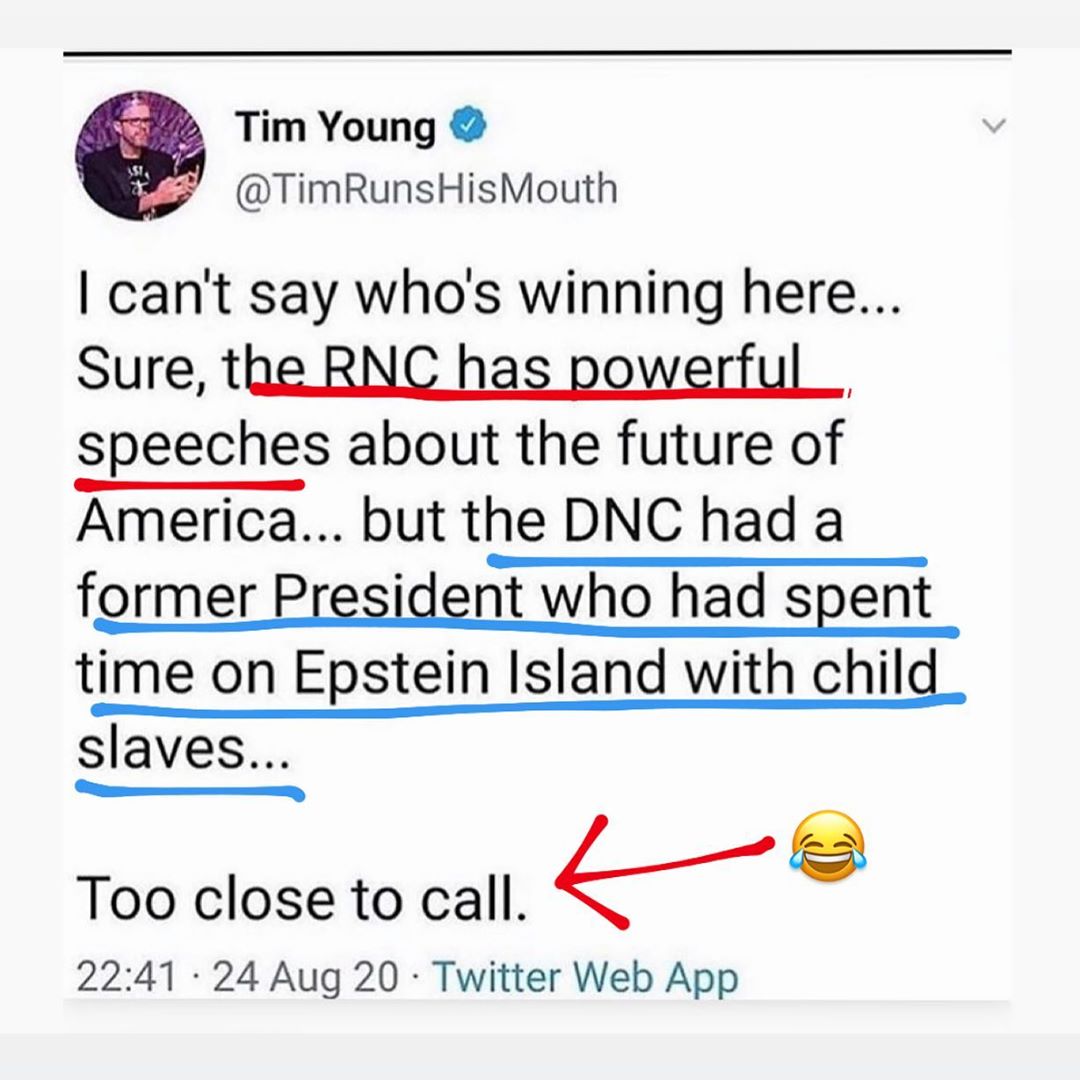 Tim Young
@TimRunsHisMouth
I can't say who's winning here...
Sure, the RNC has powerful
speeches about the future of
America... but the DNC had a
former President who had spent
time on Epstein Island with child
slaves...
Too close to call.
22:41 · 24 Aug 20 · Twitter Web App